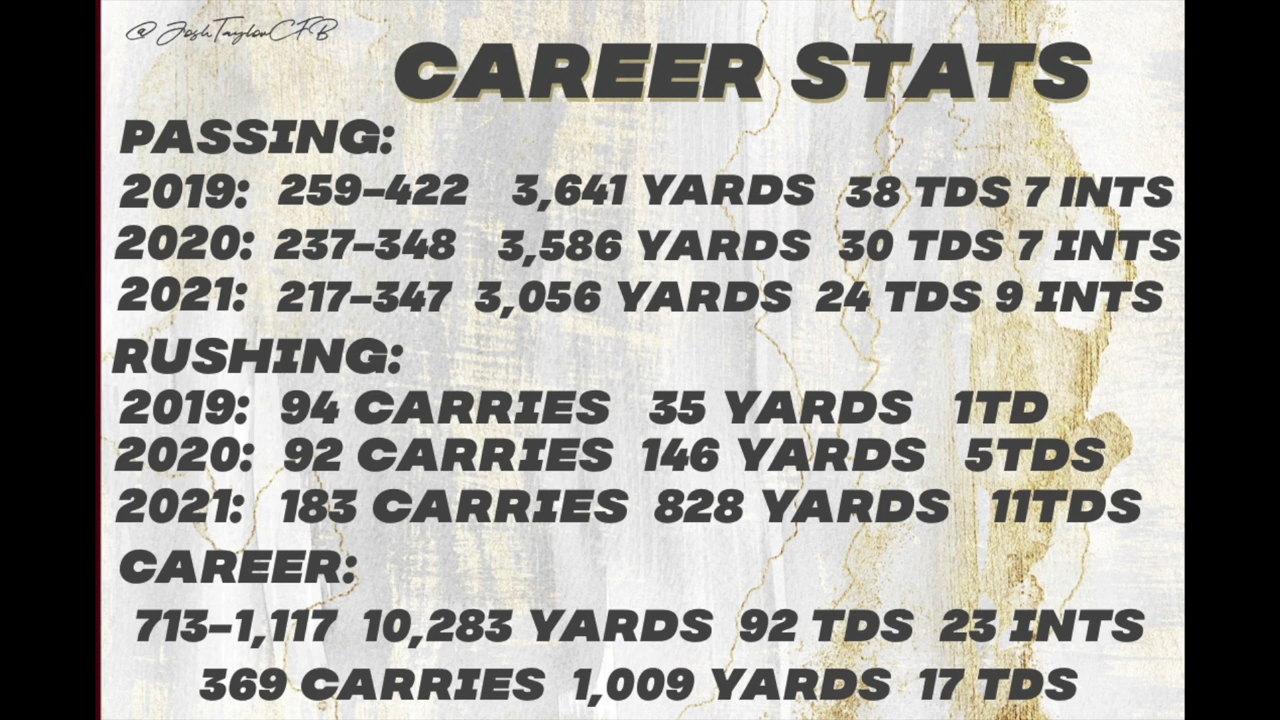 @JoshTaylorCFB
CAREER STATS
PASSING:
2019: 259-422 3,641 YARDS 38 TDS 7 INTS
2020: 237-348 3,586 YARDS 30 TDS 7 INTS
2021: 217-347 3,056 YARDS 24 TDS 9 INTS
RUSHING:
2019: 94 CARRIES 35 YARDS 1TD
2020: 92 CARRIES 146 YARDS 5TDS
2021: 183 CARRIES 828 YARDS 11TDS
CAREER:
713-1,117 10,283 YARDS 92 TDS 23 INTS
369 CARRIES 1,009 YARDS 17 TDS